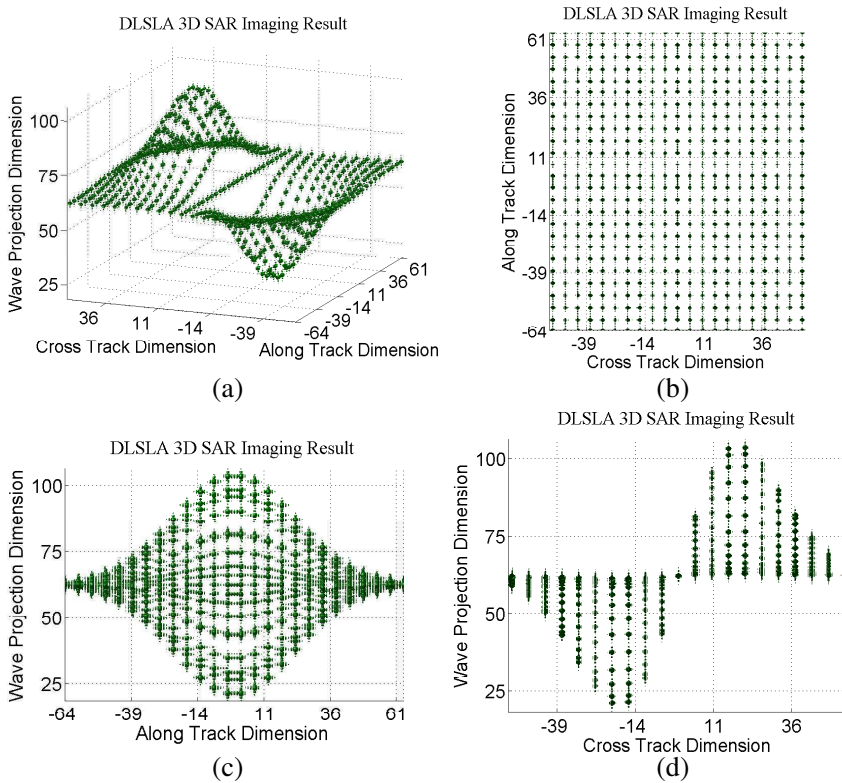 DLSLA 3D SAR Imaging Result
Wave Projection Dimension
100
75
50
25
36
11
-14
-39
-64
-39
-14
11
36
61
Cross Track Dimension
Along Track Dimension
(a)
DLSLA 3D SAR Imaging Result
Along Track Dimension
61
36
11
-14
-39
-64
-39
-14
11
36
Cross Track Dimension
(b)
DLSLA 3D SAR Imaging Result
Wave Projection Dimension
100
75
50
25
-64
-39
-14
11
36
61
Along Track Dimension
(c)
DLSLA 3D SAR Imaging Result
Wave Projection Dimension
100
75
50
25
-39
-14
11
36
Cross Track Dimension
(d)